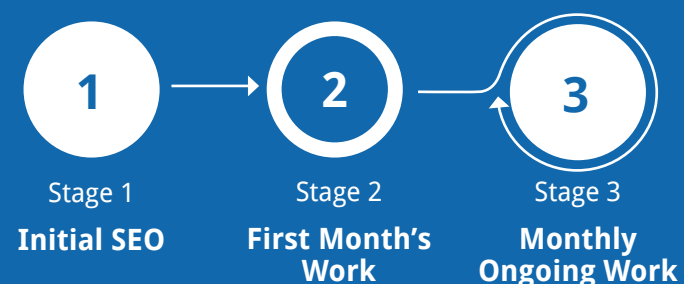 1
2
3
Stage 1
Stage 2
Stage 3
Initial SEO
First Month’s
Work
Monthly
Ongoing Work